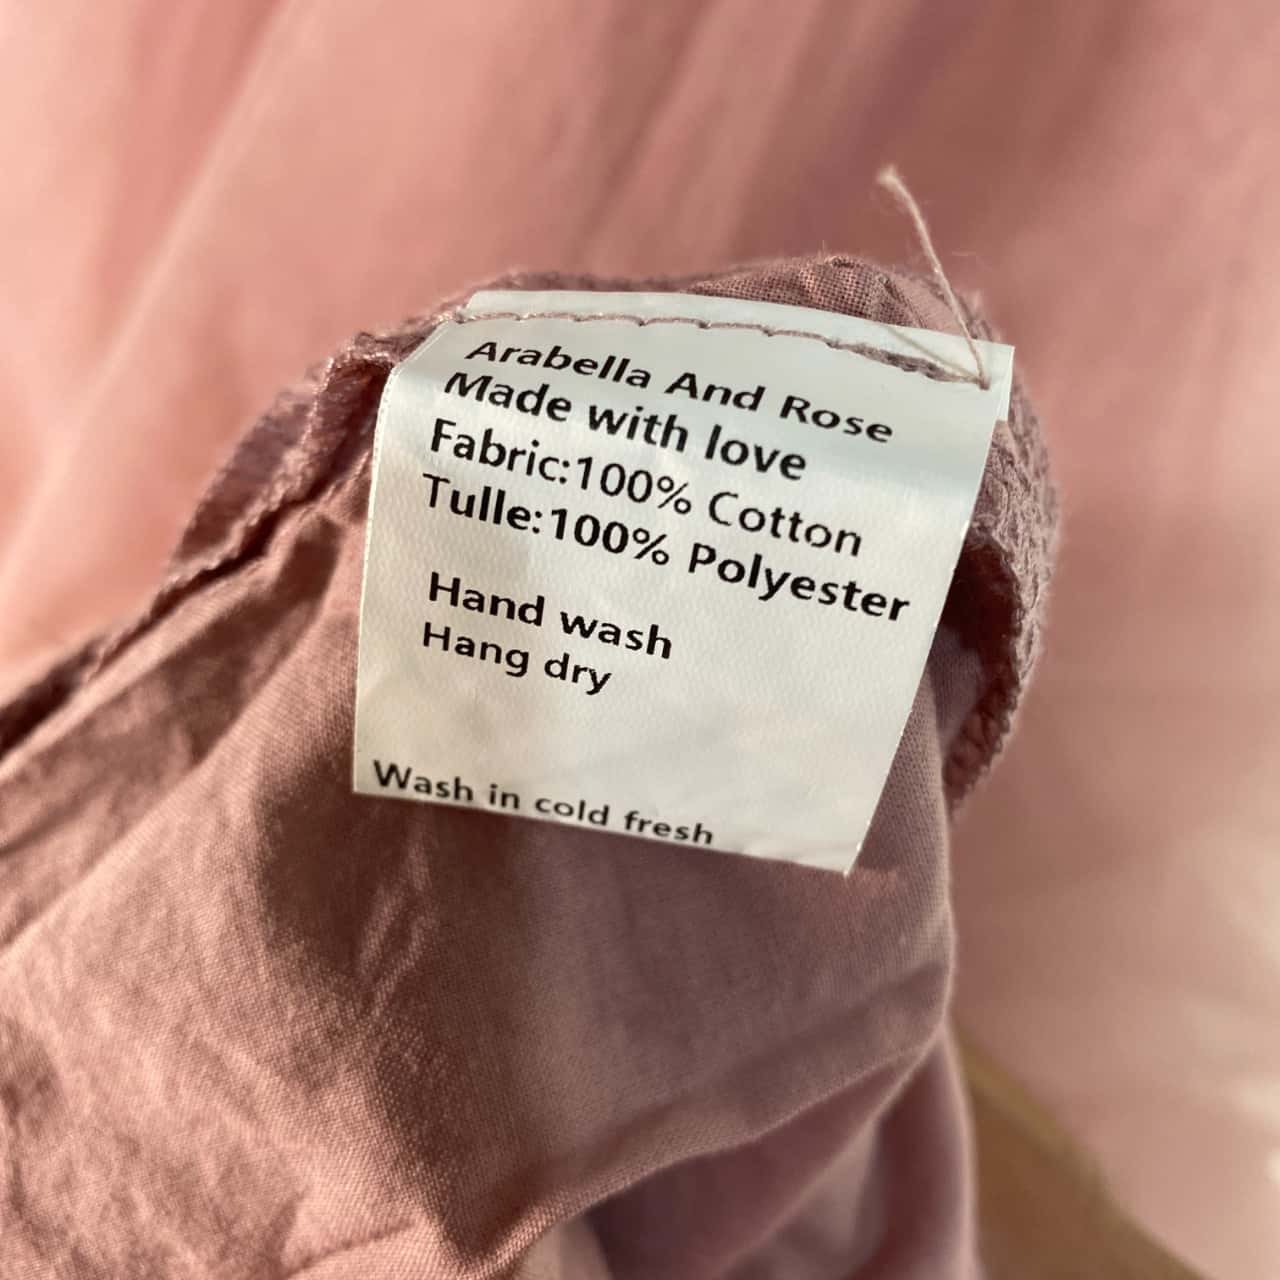 Arabella And Rose
Made with love
Fabric:100% Cotton
Tulle:100% Polyester
Hand wash
Hang dry
Wash in cold fresh